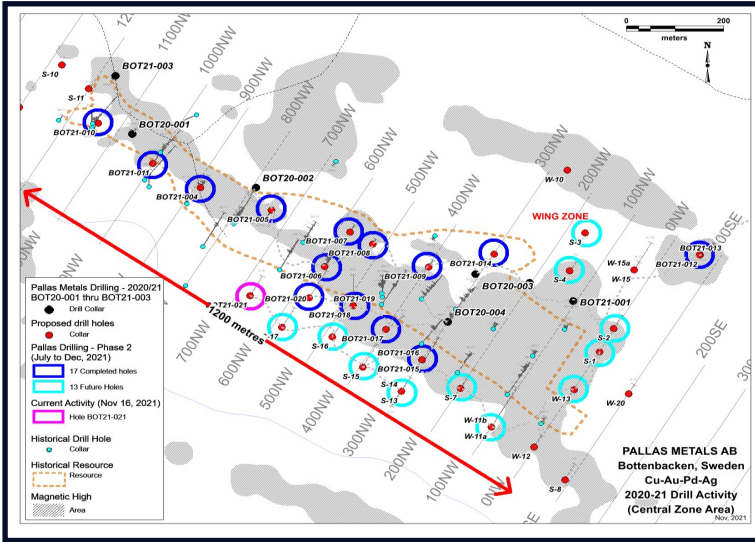 0
200
meters
N
1200NW
1100NW
1000NW
900NW
800NW
700NW
600NW
500NW
400NW
300NW
200NW
100NW
0NW
200SE
S-10
BOT21-003
S-11
BOT21-010
BOT20-001
BOT21-011
BOT21-004
BOT20-002
BOT21-005
BOT21-007
BOT21-008
BOT21-006
BOT21-009
BOT21-014
BOT20-003
BOT20-004
BOT21-001
W-10
WING ZONE
S-3
S-4
W-15a
W-15
BOT21-013
BOT21-012
BOT21-020
BOT21-019
BOT21-018
BOT21-017
BOT21-016
BOT21-015
S-16
S-15
S-14
S-13
S-7
S-2
S-1
W-13
W-20
W-11b
W-11a
W-12
S-8
1200 metres
700NW
600NW
500NW
400NW
300NW
200NW
100NW
0NW
Pallas Metals Drilling - 2020/21
BOT20-001 thru BOT21-003
Drill Collar
Proposed drill holes
Collar
Pallas Drilling - Phase 2
(July to Dec, 2021)
17 Completed holes
13 Future Holes
Current Activity (Nov 16, 2021)
Hole BOT21-021
Historical Drill Hole
Collar
Historical Resource
Resource
Magnetic High
Area
PALLAS METALS AB
Bottenbacken, Sweden
Cu-Au-Pd-Ag
2020-21 Drill Activity
(Central Zone Area)
Nov, 2021